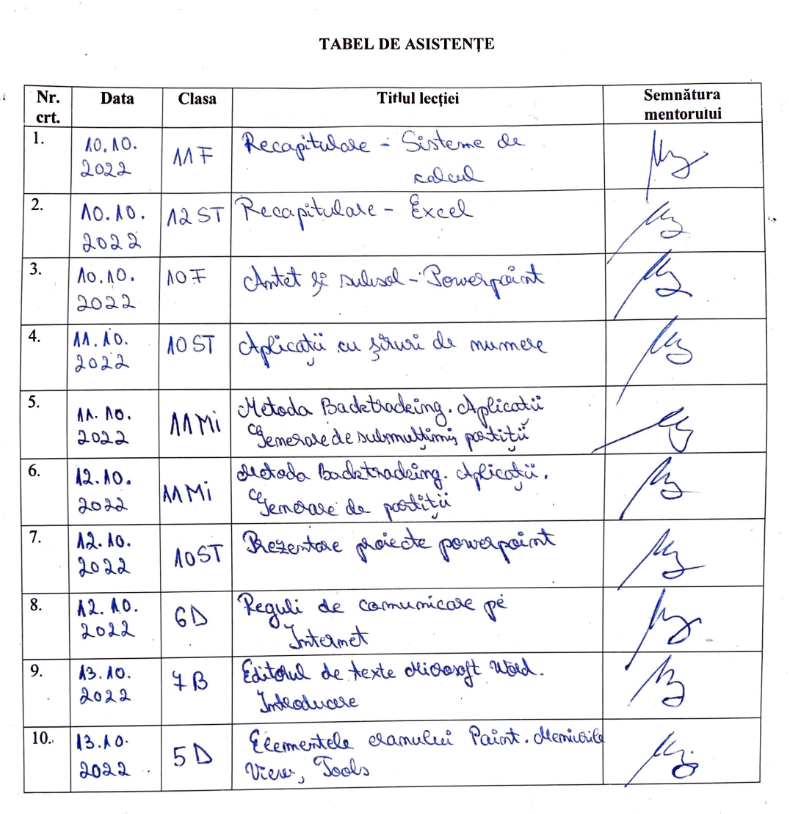 TABEL DE ASISTENȚE
Nr. crt. Data Clasa Titlul lecției Semnătura mentorului
1. 10.10. 2022 11F Recapitulare - Sisteme de
calcul
2. 10.10. 2022 12ST Recapitulare - Excel
3. 10.10. 2022 10F Antet și subsol - Powerpoint
4. 11.10. 2022 10ST Aplicații cu șiruri de numere
5. 11.10. 2022 11Mi Metoda Backtracking. Aplicații
Generare de submulțimi, partiții
6. 12.10. 2022 11Mi Metoda Backtracking. Aplicații.
Generare de partiții
7. 12.10. 2022 10ST Prezentare proiecte powerpoint
8. 12.10. 2022 6D Reguli de comunicare pe
Internet
9. 13.10. 2022 7B Editorul de texte Microsoft Word.
Introducere
10. 13.10. 2022 5D Elementele ecranului Paint. Meniurile
View, Tools